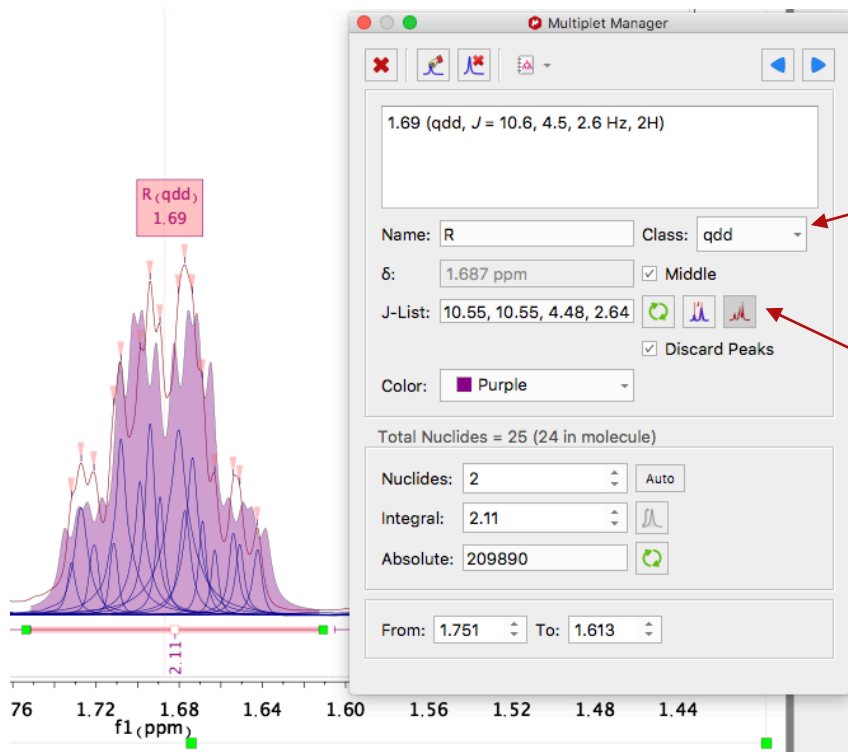 Multiplet Manager
1.69 (qdd, J = 10.6, 4.5, 2.6 Hz, 2H)
R(qdd)
1.69
Name: R Class: qdd
δ: 1.687 ppm Middle
J-List: 10.55, 10.55, 4.48, 2.64
Discard Peaks
Color: Purple
Total Nuclides = 25 (24 in molecule)
Nuclides: 2 Auto
Integral: 2.11
Absolute: 209890
From: 1.751 To: 1.613
2.11
76 1.72 1.68 1.64 1.60 1.56 1.52 1.48 1.44
f1(ppm)